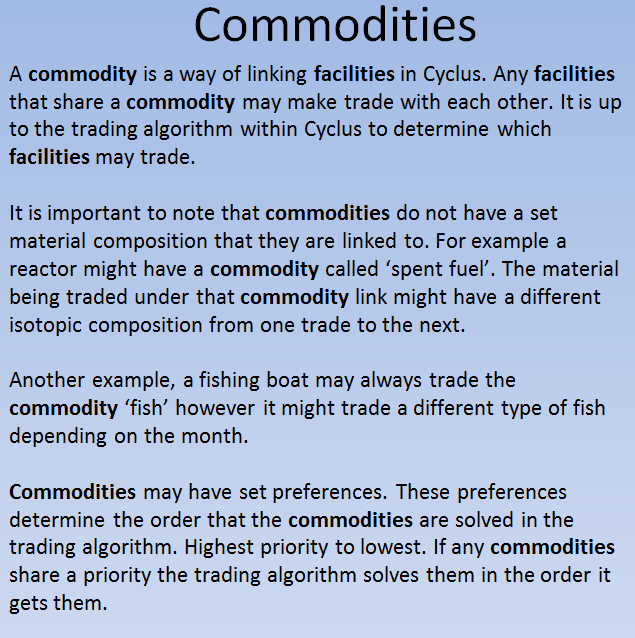 Commodities
A commodity is a way of linking facilities in Cyclus. Any facilities
that share a commodity may make trade with each other. It is up
to the trading algorithm within Cyclus to determine which
facilities may trade.
It is important to note that commodities do not have a set
material composition that they are linked to. For example a
reactor might have a commodity called ‘spent fuel’. The material
being traded under that commodity link might have a different
isotopic composition from one trade to the next.
Another example, a fishing boat may always trade the
commodity ‘fish’ however it might trade a different type of fish
depending on the month.
Commodities may have set preferences. These preferences
determine the order that the commodities are solved in the
trading algorithm. Highest priority to lowest. If any commodities
share a priority the trading algorithm solves them in the order it
gets them.